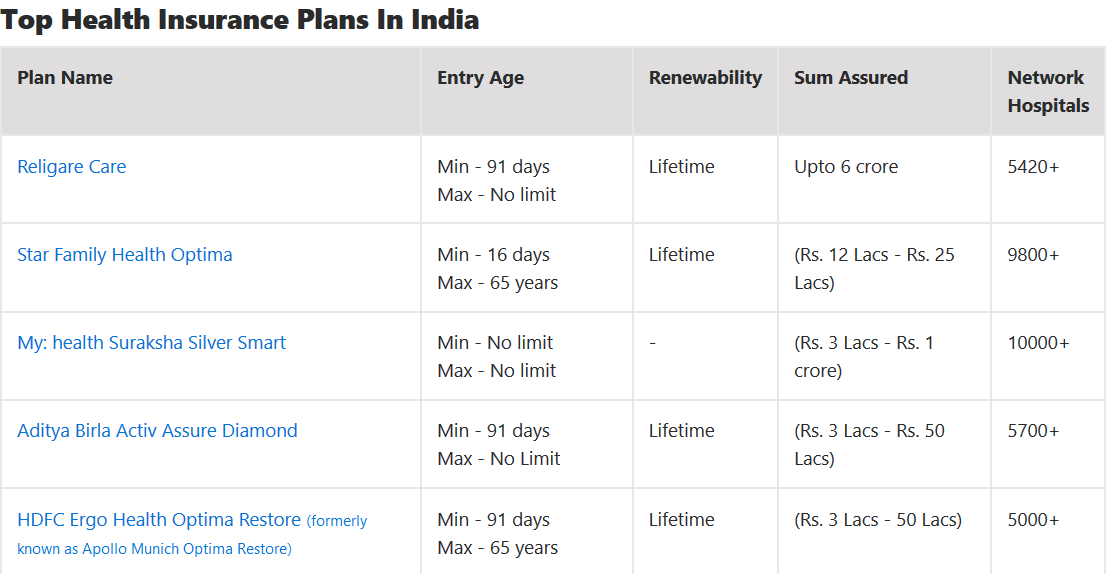 Top Health Insurance Plans In India
Plan Name Entry Age Renewability Sum Assured Network
Hospitals
Religare Care Min - 91 days Lifetime Upto 6 crore 5420+
Max - No limit
Star Family Health Optima Min - 16 days Lifetime (Rs. 12 Lacs - Rs. 25 9800+
Max - 65 years Lacs)
My: health Suraksha Silver Smart Min - No limit - (Rs. 3 Lacs - Rs. 1 10000+
Max - No limit crore)
Aditya Birla Activ Assure Diamond Min - 91 days Lifetime (Rs. 3 Lacs - Rs. 50 5700+
Max - No Limit Lacs)
HDFC Ergo Health Optima Restore (formerly Min - 91 days Lifetime (Rs. 3 Lacs - 50 Lacs) 5000+
known as Apollo Munich Optima Restore) Max - 65 years